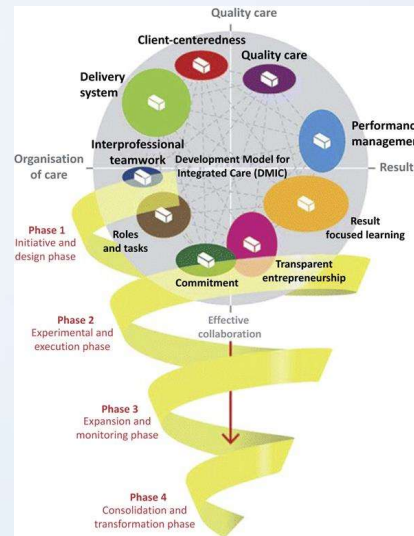 Quality care
Client-centeredness
Quality care
Delivery
system
Performance
management
Interprofessional
teamwork
Development Model for
Integrated Care (DMIC)
Organisation
of care
Result
Phase 1
Initiative and
design phase
Roles
and tasks
Result
focused learning
Transparent
entrepreneurship
Commitment
Phase 2
Experimental and
execution phase
Effective
collaboration
Phase 3
Expansion and
monitoring phase
Phase 4
Consolidation and
transformation phase